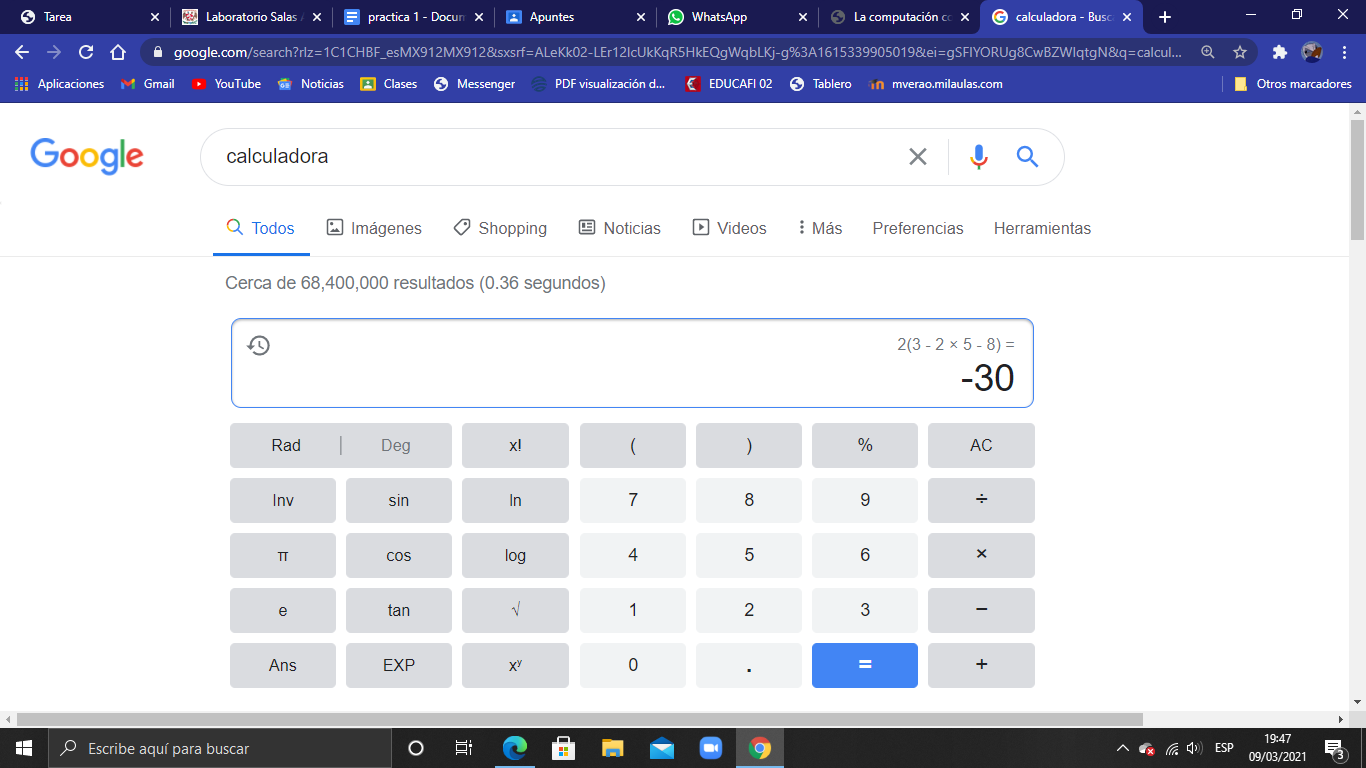 Tarea
Laboratorio Salas A
practica 1 - Docum
Apuntes
WhatsApp
La computación co
calculadora - Busc
google.com/search?rlz=1C1CHBF_esMX912MX912&sxsrf=ALeKk02-LEr12IcUkKqR5HkEQgWqbLKj-g%3A1615339905019&ei=gSFIYORUg8CwBZWIqtgN&q=calcul...
Aplicaciones
Gmail
YouTube
Noticias
Clases
Messenger
PDF visualización d...
EDUCAFI 02
Tablero
mverao.milaulas.com
Otros marcadores
Google
calculadora
Todos
Imágenes
Shopping
Noticias
Videos
Más
Preferencias
Herramientas
Cerca de 68,400,000 resultados (0.36 segundos)
2(3 - 2 × 5 - 8) =
-30
Rad | Deg x! ( ) % AC
Inv sin ln 7 8 9 ÷
π cos log 4 5 6 ×
e tan √ 1 2 3 −
Ans EXP xʸ 0 . = +
Escribe aquí para buscar
ESP
19:47
09/03/2021
3